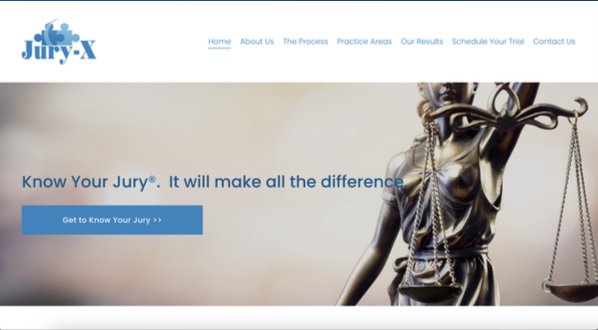 Jury-X
Home About Us The Process Practice Areas Our Results Schedule Your Trial Contact Us
Know Your Jury®. It will make all the difference.
Get to Know Your Jury >>